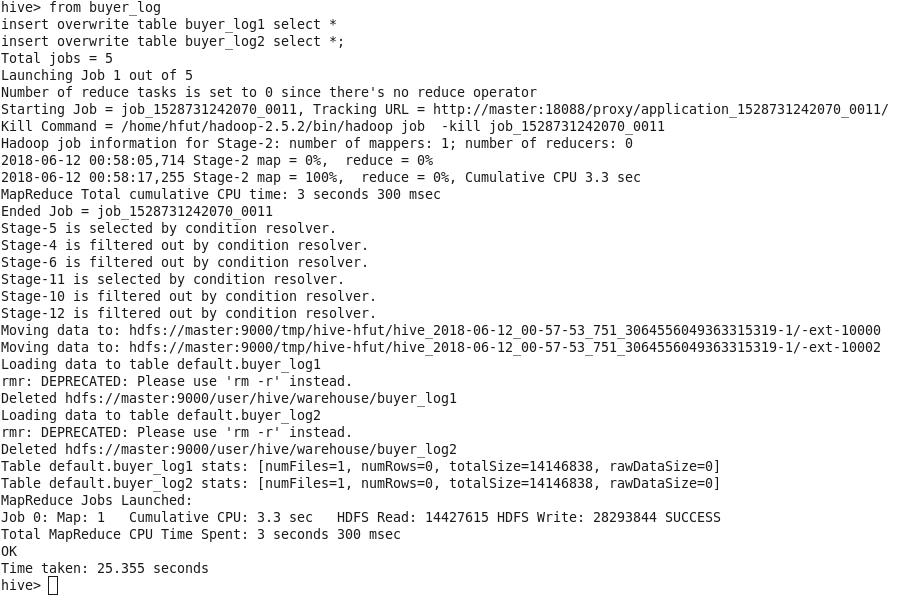 hive> from buyer_log
insert overwrite table buyer_log1 select *
insert overwrite table buyer_log2 select *;
Total jobs = 5
Launching Job 1 out of 5
Number of reduce tasks is set to 0 since there's no reduce operator
Starting Job = job_1528731242070_0011, Tracking URL = http://master:18088/proxy/application_1528731242070_0011/
Kill Command = /home/hfut/hadoop-2.5.2/bin/hadoop job  -kill job_1528731242070_0011
Hadoop job information for Stage-2: number of mappers: 1; number of reducers: 0
2018-06-12 00:58:05,714 Stage-2 map = 0%,  reduce = 0%
2018-06-12 00:58:17,255 Stage-2 map = 100%,  reduce = 0%, Cumulative CPU 3.3 sec
MapReduce Total cumulative CPU time: 3 seconds 300 msec
Ended Job = job_1528731242070_0011
Stage-5 is selected by condition resolver.
Stage-4 is filtered out by condition resolver.
Stage-6 is filtered out by condition resolver.
Stage-11 is selected by condition resolver.
Stage-10 is filtered out by condition resolver.
Stage-12 is filtered out by condition resolver.
Moving data to: hdfs://master:9000/tmp/hive-hfut/hive_2018-06-12_00-57-53_751_3064556049363315319-1/-ext-10000
Moving data to: hdfs://master:9000/tmp/hive-hfut/hive_2018-06-12_00-57-53_751_3064556049363315319-1/-ext-10002
Loading data to table default.buyer_log1
rmr: DEPRECATED: Please use 'rm -r' instead.
Deleted hdfs://master:9000/user/hive/warehouse/buyer_log1
Loading data to table default.buyer_log2
rmr: DEPRECATED: Please use 'rm -r' instead.
Deleted hdfs://master:9000/user/hive/warehouse/buyer_log2
Table default.buyer_log1 stats: [numFiles=1, numRows=0, totalSize=14146838, rawDataSize=0]
Table default.buyer_log2 stats: [numFiles=1, numRows=0, totalSize=14146838, rawDataSize=0]
MapReduce Jobs Launched:
Job 0: Map: 1   Cumulative CPU: 3.3 sec   HDFS Read: 14427615 HDFS Write: 28293844 SUCCESS
Total MapReduce CPU Time Spent: 3 seconds 300 msec
OK
Time taken: 25.355 seconds
hive>